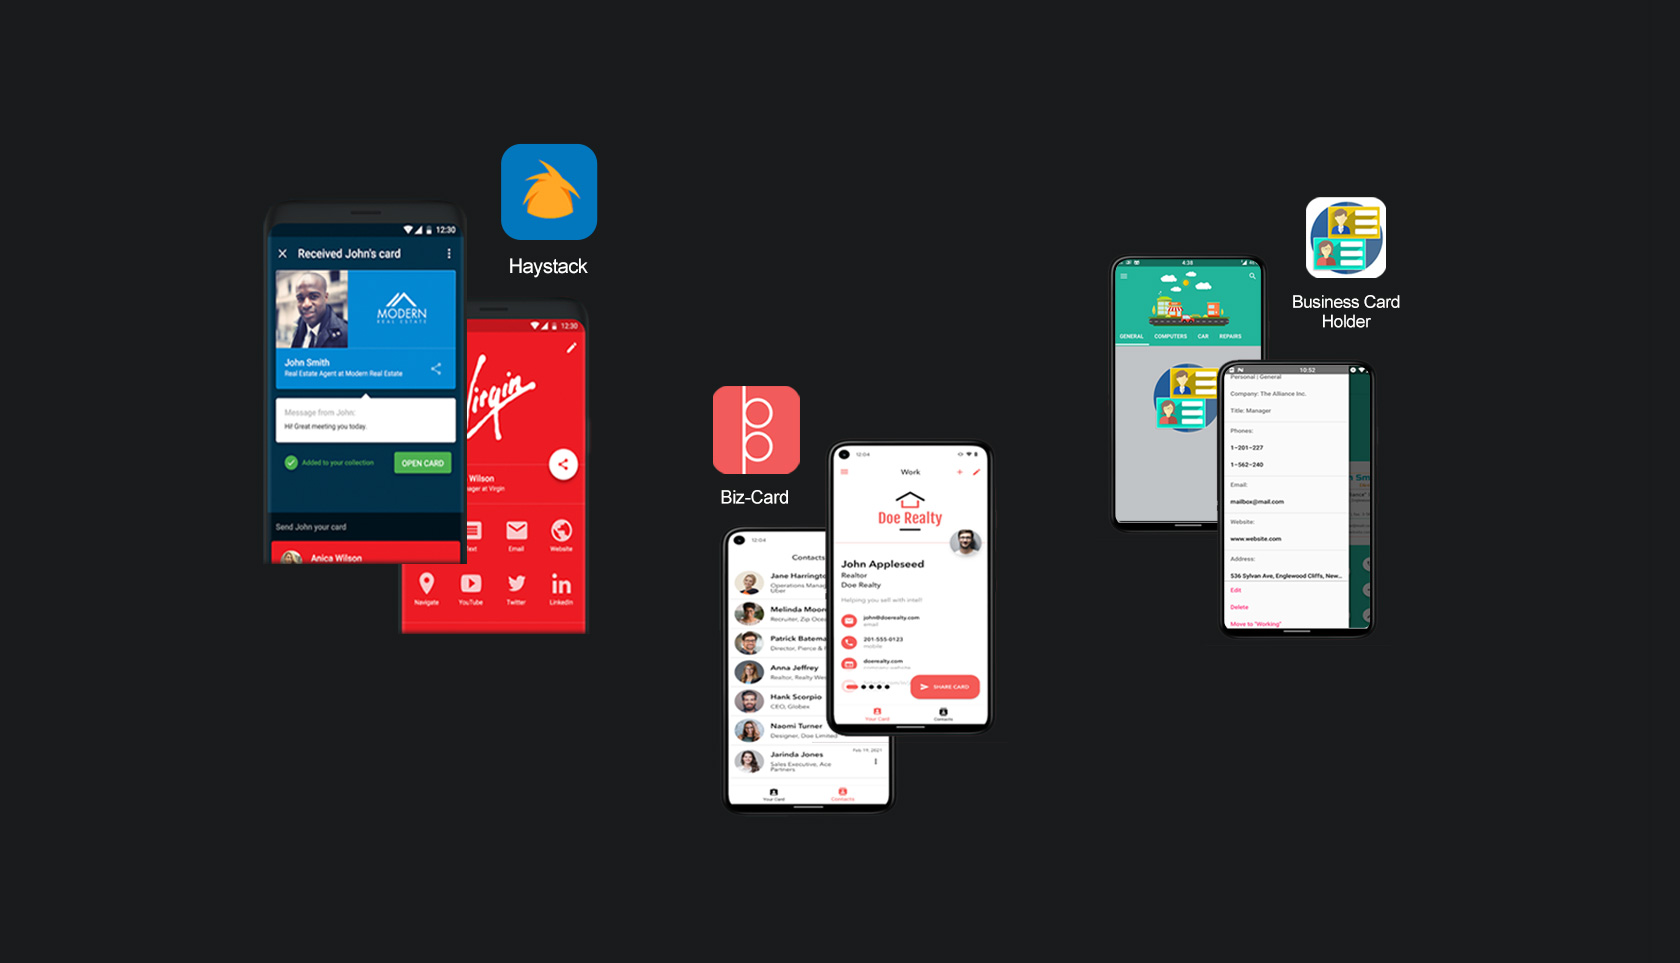 Haystack
12:30
Received John's card
MODERN
REAL ESTATE
John Smith
Real Estate Agent at Modern Real Estate
Message from John:
Hi! Great meeting you today.
Added to your collection
OPEN CARD
Send John your card
Anica Wilson
12:30
Virgin
Wilson
ager at Virgin
Text
Email
Website
Navigate
YouTube
Twitter
LinkedIn
Biz-Card
12:04
Contacts
Jane Harringt
Operations Mana
Uber
Melinda Moor
Recruiter, Zip Oce
Patrick Batema
Director, Pierce &
Anna Jeffrey
Realtor, Realty We
Hank Scorpio
CEO, Globex
Naomi Turner
Designer, Doe Limited
Jarinda Jones
Feb 19, 2021
Sales Executive, Ace
Partners
Your Card
Contacts
12:04
Work
Doe Realty
John Appleseed
Realtor
Doe Realty
Helping you sell with intel!
john@doerealty.com
email
201-555-0123
mobile
doerealty.com
company website
SHARE CARD
Your Card
Contacts
Business Card
Holder
4:38
GENERAL
COMPUTERS
CAR
REPAIRS
10:52
Personal | General
Company: The Alliance Inc.
Title: Manager
Phones:
1-201-227
1-562-240
Email:
mailbox@mail.com
Website:
www.website.com
Address:
536 Sylvan Ave, Englewood Cliffs, New...
Edit
Delete
Move to "Working"